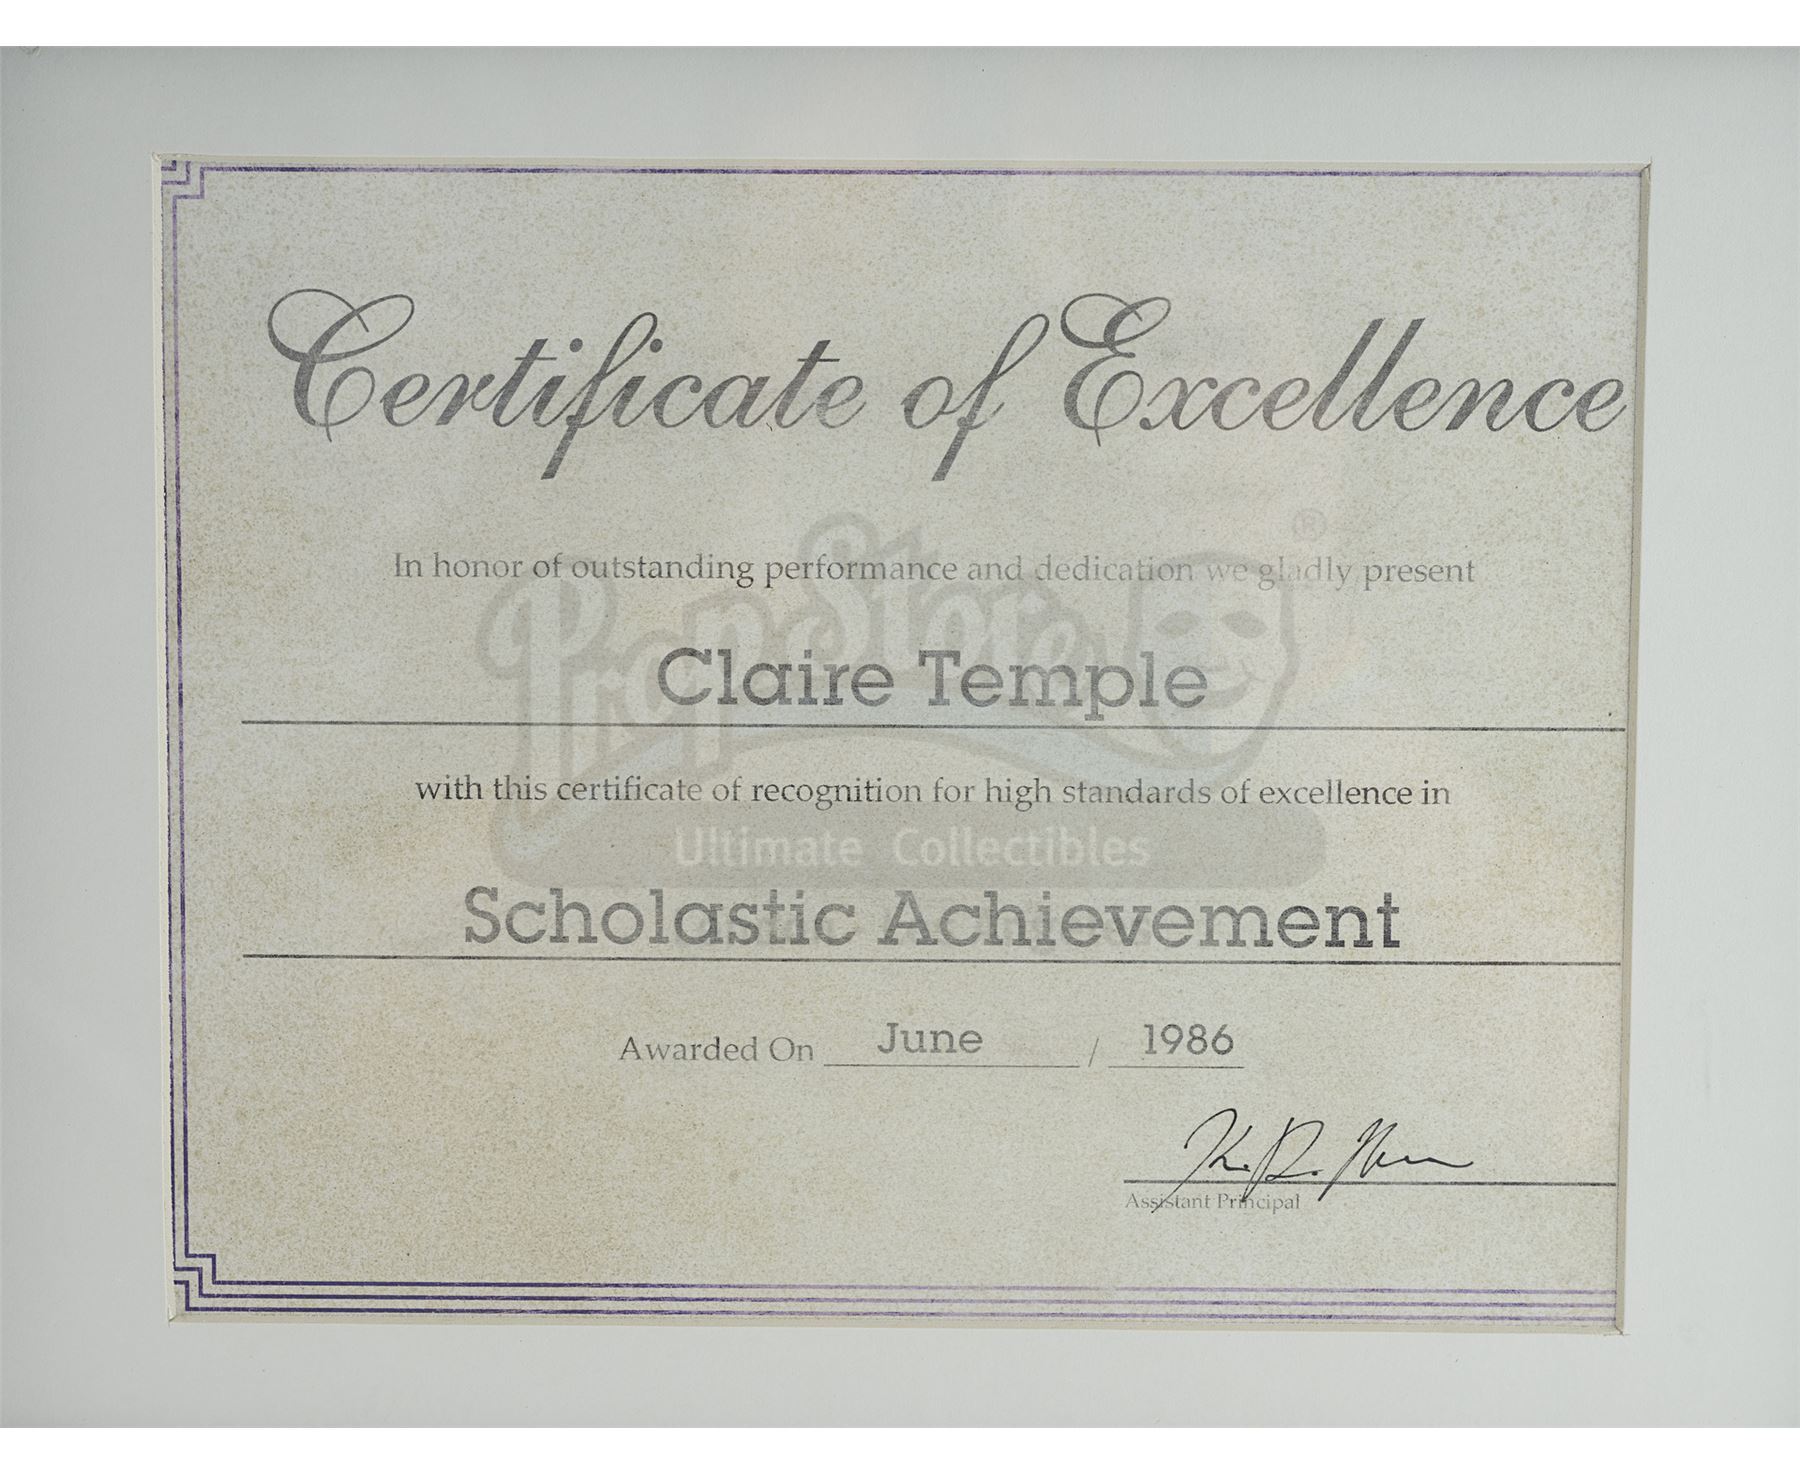 Certificate of Excellence
In honor of outstanding performance and dedication we gladly present
Claire Temple
with this certificate of recognition for high standards of excellence in
PropStore ®
Ultimate Collectibles
Scholastic Achievement
Awarded On June / 1986
Assistant Principal